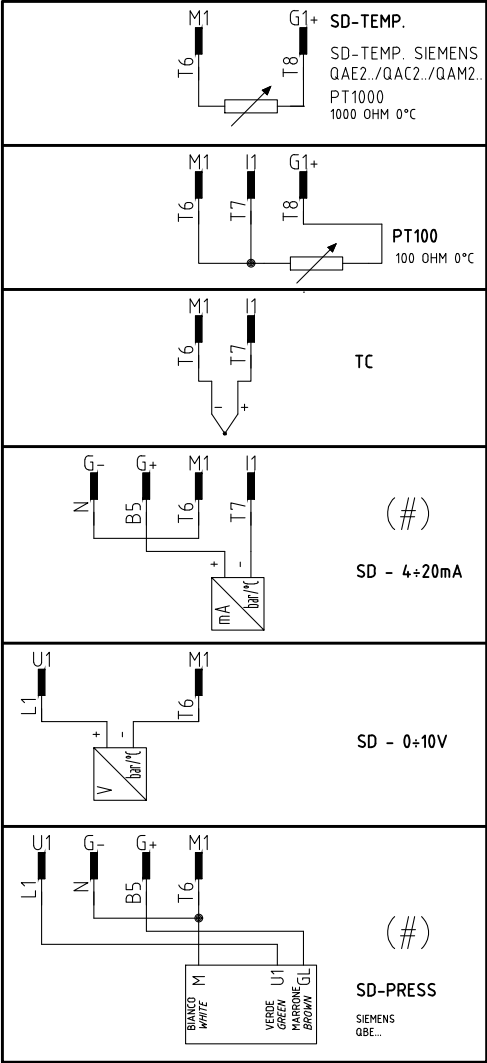 M1 G1+ SD-TEMP.
T6 T8
SD-TEMP. SIEMENS
QAE2../QAC2../QAM2..
PT1000
1000 OHM 0°C
M1 I1 G1+
T6 T7 T8
PT100
100 OHM 0°C
M1 I1
T6 T7
TC
- +
G- G+ M1 I1
N B5 T6 T7
(#)
+ -
SD - 4÷20mA
mA bar/°C
U1 M1
L1 T6
+ -
SD - 0÷10V
V bar/°C
U1 G- G+ M1
L1 N B5 T6
(#)
M U1 GL
SD-PRESS
BIANCO
WHITE
VERDE
GREEN
MARRONE
BROWN
SIEMENS
QBE...